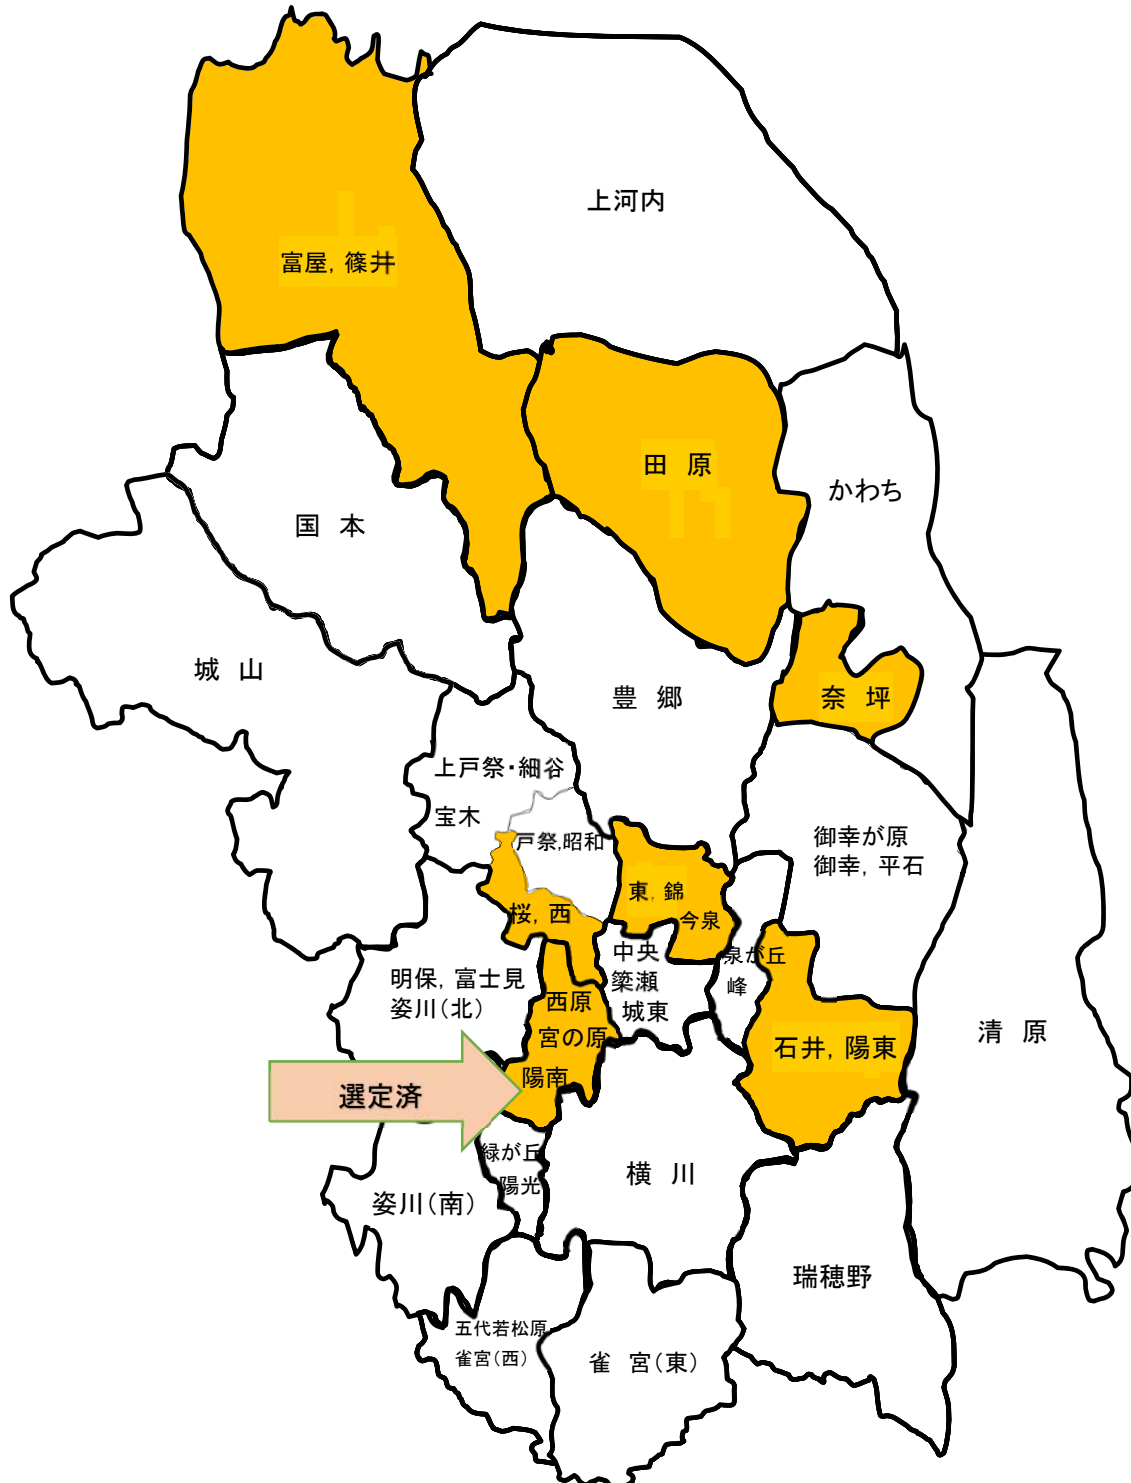 上河内
富屋, 篠井
田 原
かわち
国 本
城 山
豊 郷
奈 坪
上戸祭・細谷
宝木
戸祭,昭和
御幸が原
御幸, 平石
東, 錦
今泉
桜, 西
中央
簗瀬
城東
泉が丘
峰
明保, 富士見
姿川(北)
西原
宮の原
陽南
石井, 陽東
清 原
選定済
緑が丘
陽光
横 川
姿川(南)
瑞穂野
五代若松原
雀宮(西)
雀 宮(東)